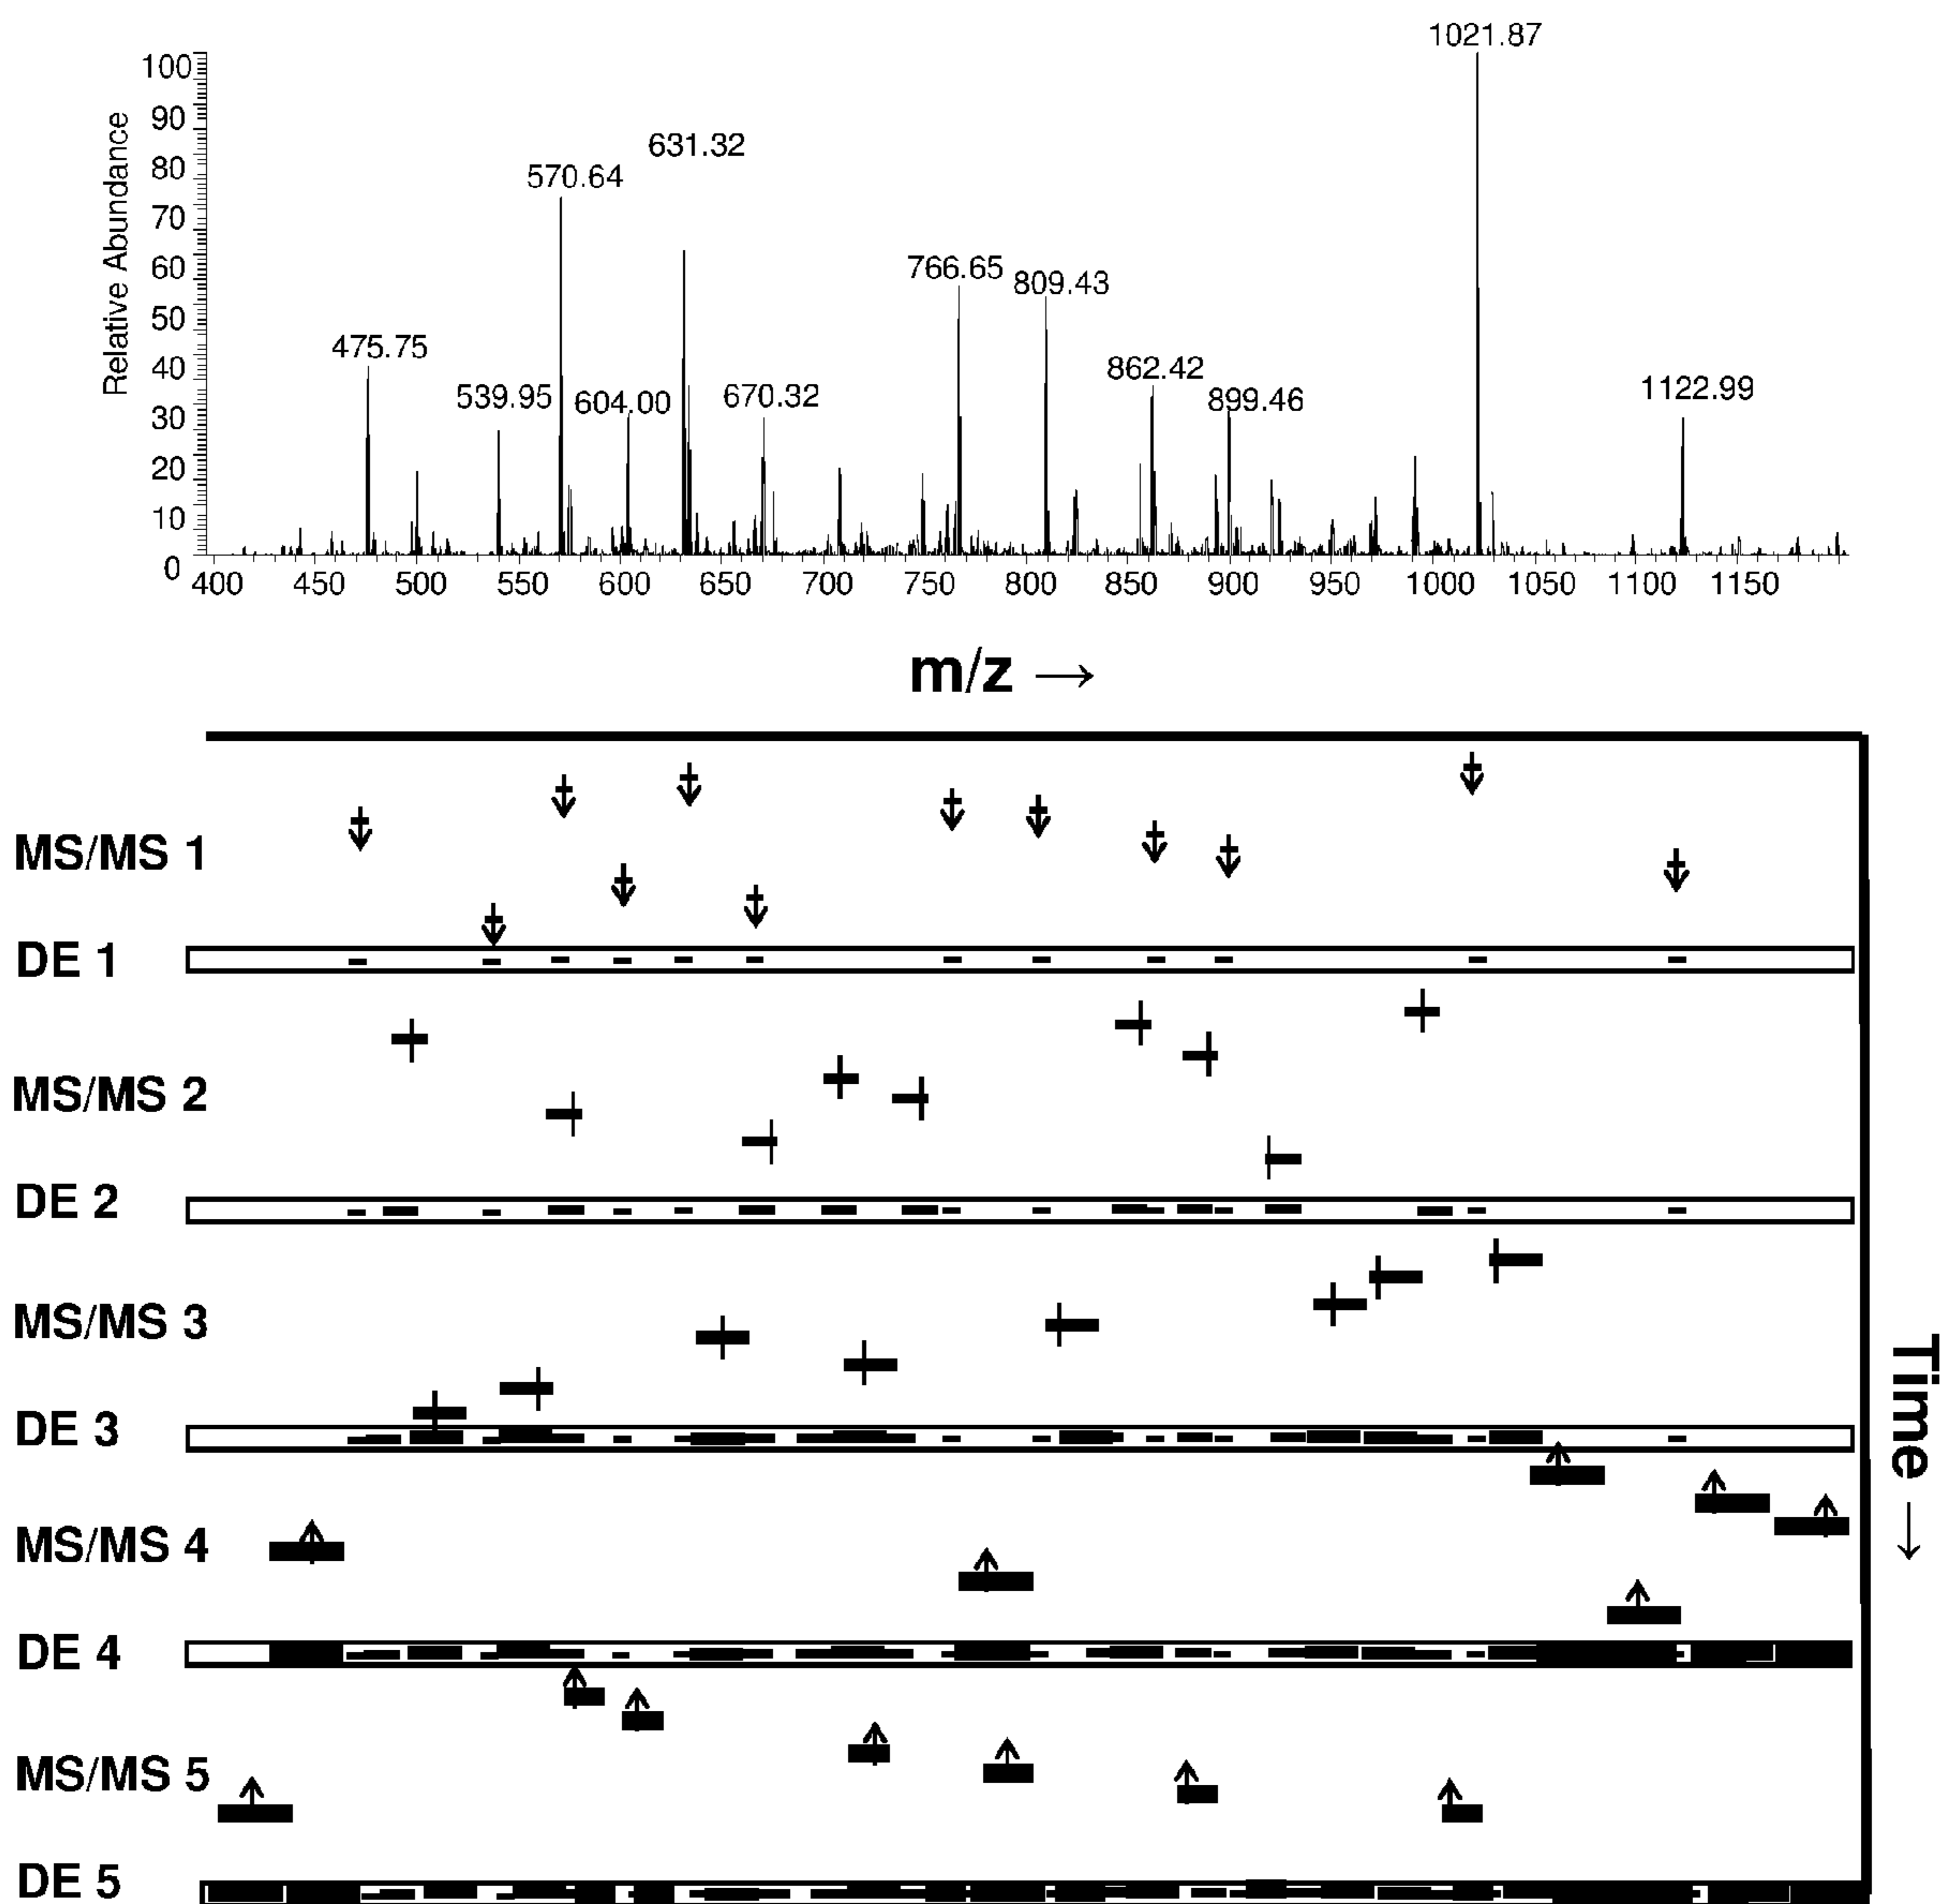 1021.87
100
90
80
70
60
50
40
30
20
10
0
Relative Abundance
631.32
570.64
766.65
809.43
475.75
862.42
1122.99
539.95
604.00
670.32
899.46
400 450 500 550 600 650 700 750 800 850 900 950 1000 1050 1100 1150
m/z →
MS/MS 1
DE 1
MS/MS 2
DE 2
MS/MS 3
DE 3
MS/MS 4
DE 4
MS/MS 5
DE 5
Time →